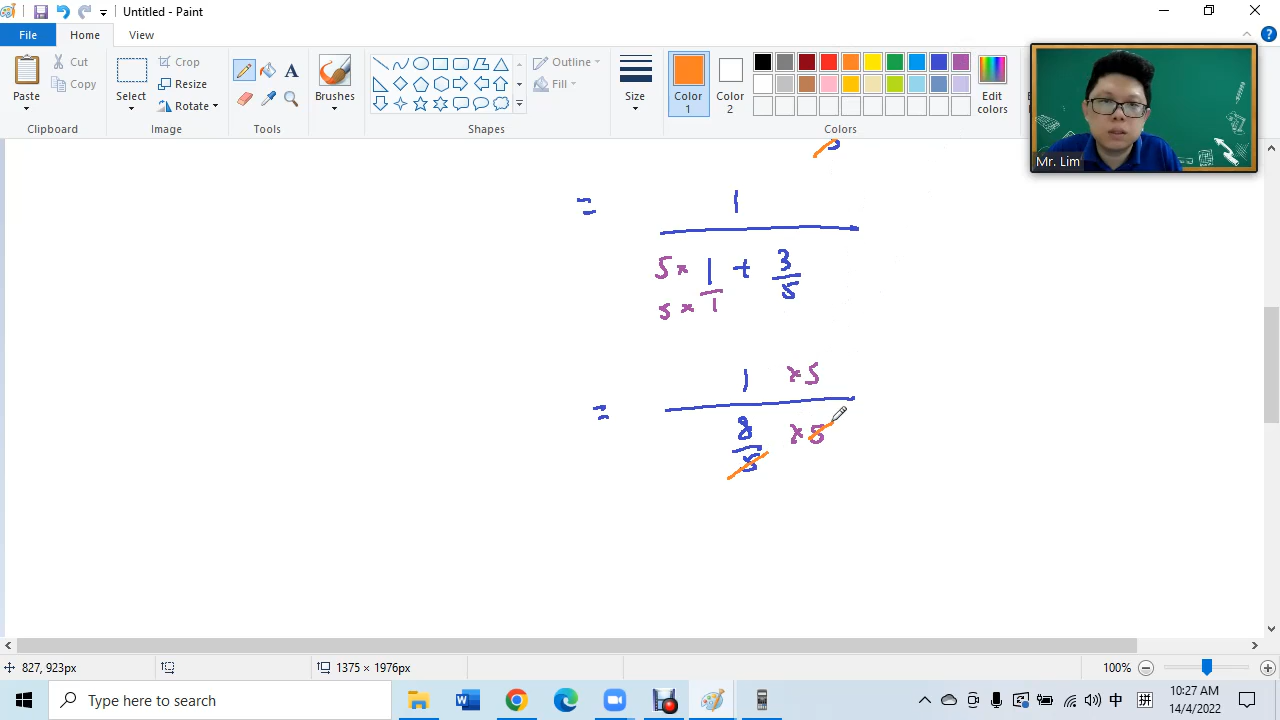 Untitled - Paint
File Home View
Paste Cut Copy Clipboard
Select Crop Resize Rotate Image
A Tools
Brushes
Outline Fill Shapes
Size
Color 1 Color 2 Edit colors Colors
Mr. Lim
= 1
5 × 1 + 3
5 × 1 5
= 1 × 5
8 × 5
5
827, 923px 1375 × 1976px 100%
Type here to search
中 拼 10:27 AM
14/4/2022